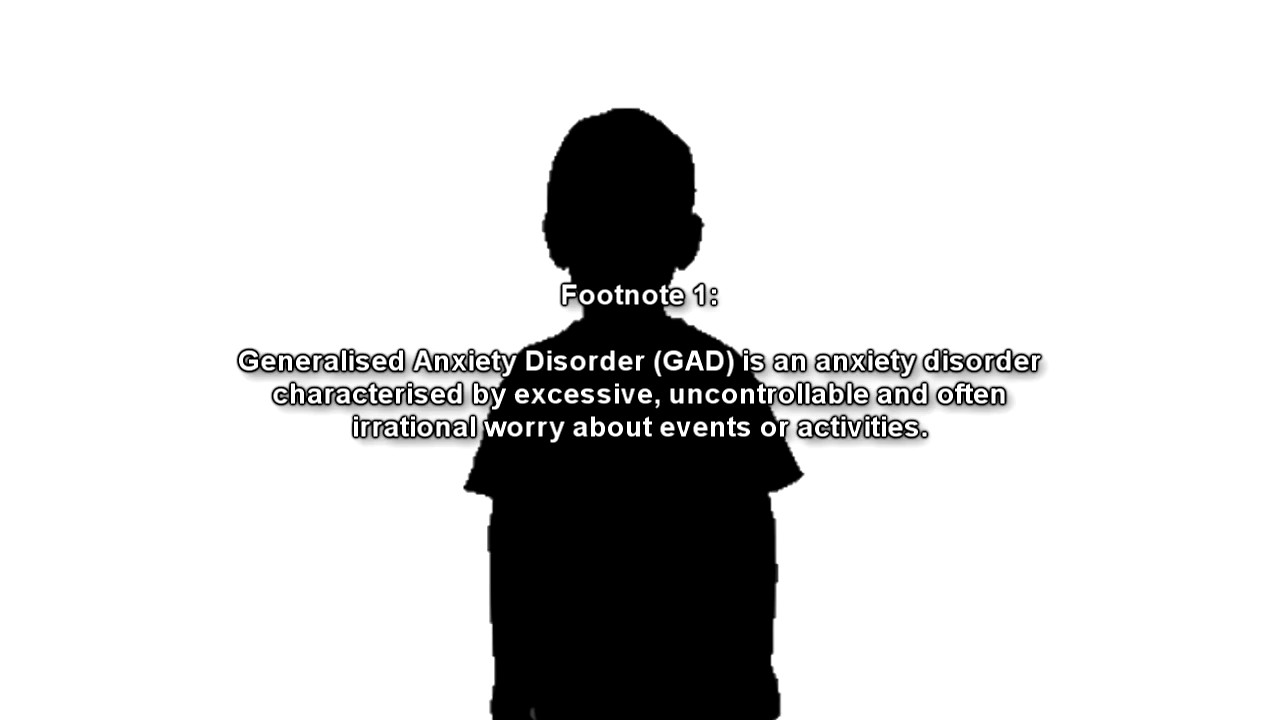 Footnote 1:
Generalised Anxiety Disorder (GAD) is an anxiety disorder
characterised by excessive, uncontrollable and often
irrational worry about events or activities.